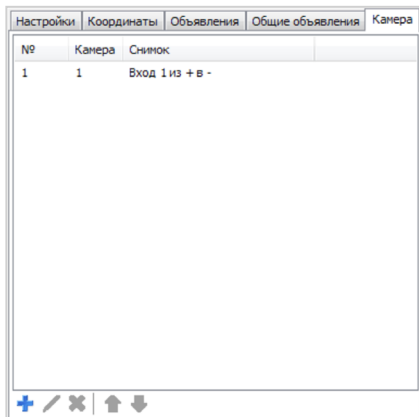 Настройки Координаты Объявления Общие объявления Камера
№ Камера Снимок
1 1 Вход 1 из + в -